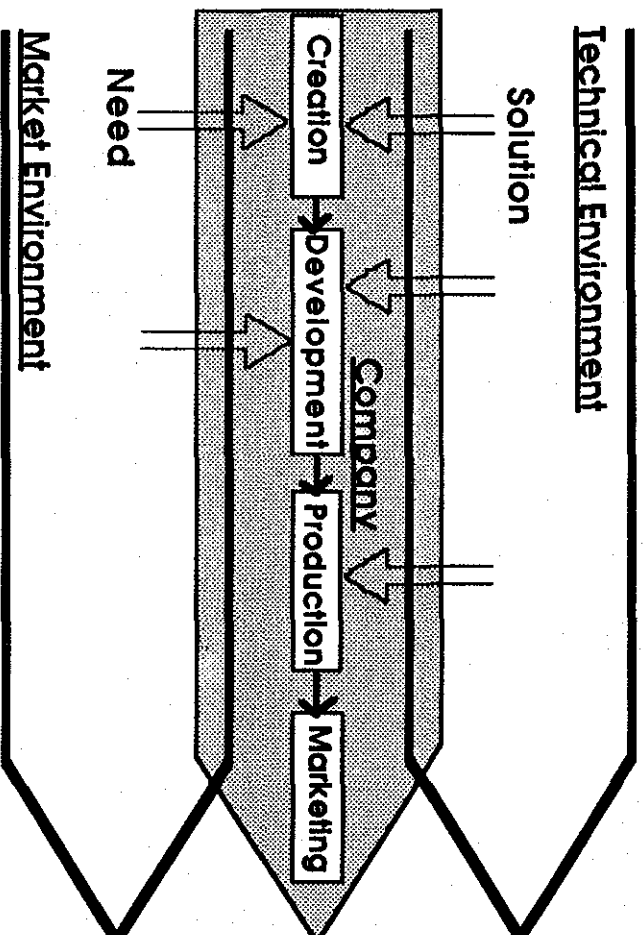 Technical Environment
Solution
Company
Creation
Development
Production
Marketing
Need
Market Environment